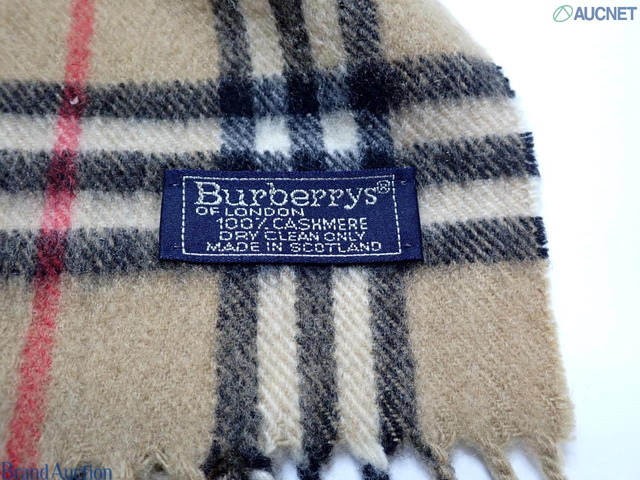 AUCNET
Burberrys®
OF LONDON
100% CASHMERE
DRY CLEAN ONLY
MADE IN SCOTLAND
Brand Auction